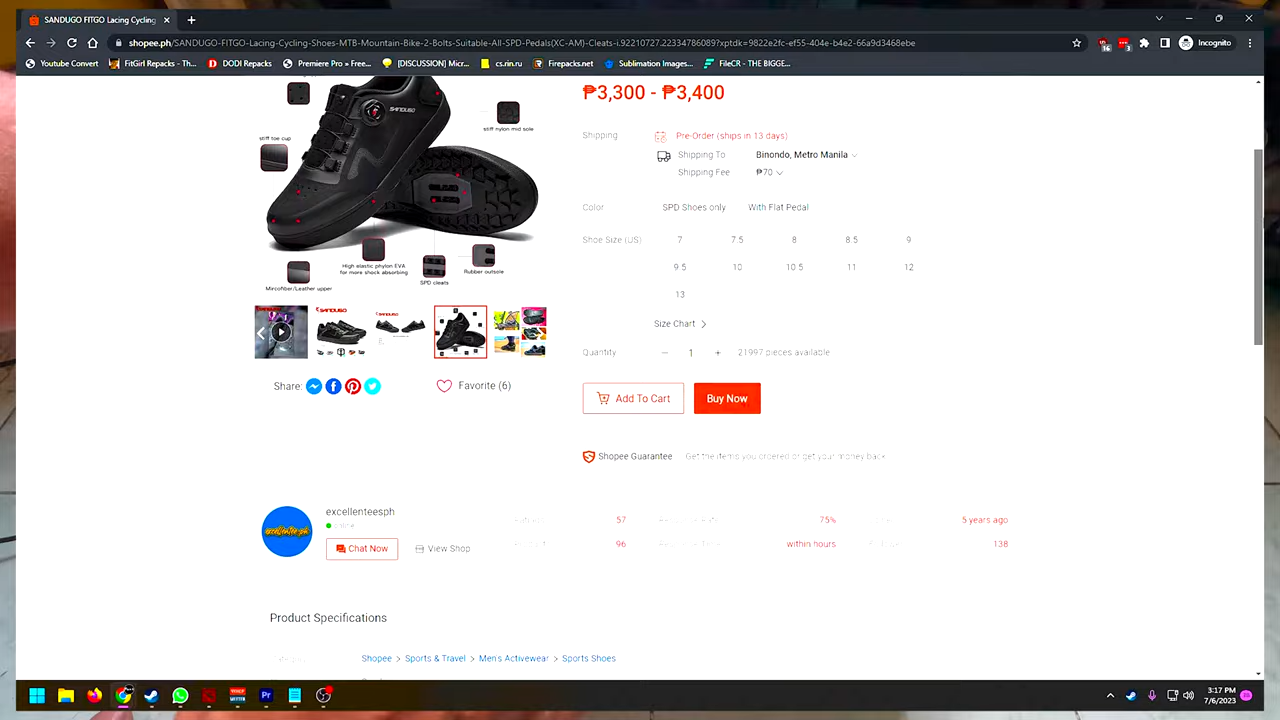 SANDUGO FITGO Lacing Cycling
shopee.ph/SANDUGO-FITGO-Lacing-Cycling-Shoes-MTB-Mountain-Bike-2-Bolts-Suitable-All-SPD-Pedals(XC-AM)-Cleats-i.92210727.22334786089?xptdk=9822e2fc-ef55-404e-b4e2-66a9d3468ebe
16
3
Incognito
Youtube Convert
FitGirl Repacks - Th...
DODI Repacks
Premiere Pro » Free...
[DISCUSSION] Micr...
cs.rin.ru
Firepacks.net
Sublimation Images...
FileCR - THE BIGGE...
₱3,300 - ₱3,400
SANDUGO
stiff nylon mid sole
stiff toe cup
High elastic phylon EVA
for more shock absorbing
Rubber outsole
SPD cleats
Mircofiber/Leather upper
Shipping
Pre-Order (ships in 13 days)
Shipping To
Binondo, Metro Manila
Shipping Fee
₱70
Color
SPD Shoes only
With Flat Pedal
Shoe Size (US)
7
7.5
8
8.5
9
9.5
10
10.5
11
12
13
Size Chart
SANDUGO
SANDUGO
Quantity
1
+
21997 pieces available
Share:
Favorite (6)
Add To Cart
Buy Now
Shopee Guarantee
Get the items you ordered or get your money back
excellenteeph
excellenteesph
online
57
75%
5 years ago
Chat Now
View Shop
96
within hours
138
Product Specifications
Shopee > Sports & Travel > Men's Activewear > Sports Shoes
3:17 PM
7/6/2023